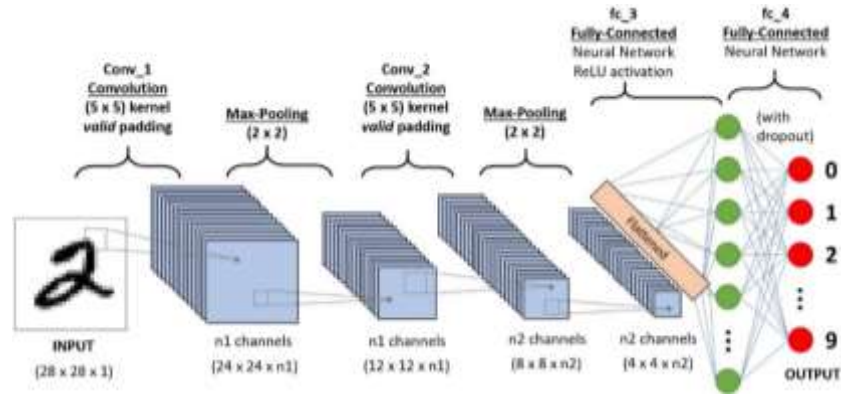 fc_3
Fully-Connected
Neural Network
ReLU activation
fc_4
Fully-Connected
Neural Network
Conv_1
Convolution
(5 x 5) kernel
valid padding
Max-Pooling
(2 x 2)
Conv_2
Convolution
(5 x 5) kernel
valid padding
Max-Pooling
(2 x 2)
(with
dropout)
Flattened
0
1
2
9
INPUT
(28 x 28 x 1)
n1 channels
(24 x 24 x n1)
n1 channels
(12 x 12 x n1)
n2 channels
(8 x 8 x n2)
n2 channels
(4 x 4 x n2)
OUTPUT
2